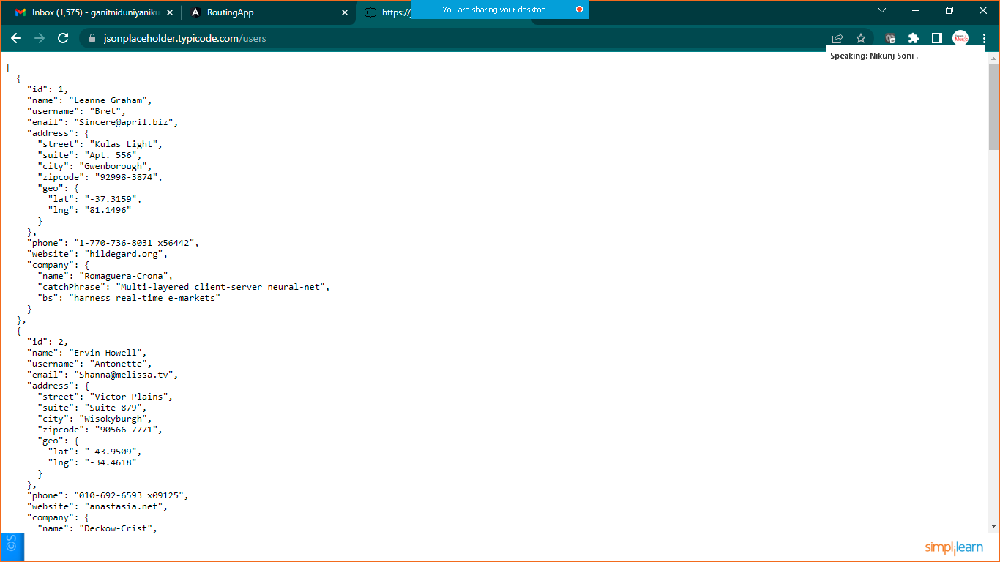 You are sharing your desktop
Inbox (1,575) - ganitniduniyaniku
RoutingApp
https://j
jsonplaceholder.typicode.com/users
Speaking: Nikunj Soni .
[
  {
    "id": 1,
    "name": "Leanne Graham",
    "username": "Bret",
    "email": "Sincere@april.biz",
    "address": {
      "street": "Kulas Light",
      "suite": "Apt. 556",
      "city": "Gwenborough",
      "zipcode": "92998-3874",
      "geo": {
        "lat": "-37.3159",
        "lng": "81.1496"
      }
    },
    "phone": "1-770-736-8031 x56442",
    "website": "hildegard.org",
    "company": {
      "name": "Romaguera-Crona",
      "catchPhrase": "Multi-layered client-server neural-net",
      "bs": "harness real-time e-markets"
    }
  },
  {
    "id": 2,
    "name": "Ervin Howell",
    "username": "Antonette",
    "email": "Shanna@melissa.tv",
    "address": {
      "street": "Victor Plains",
      "suite": "Suite 879",
      "city": "Wisokyburgh",
      "zipcode": "90566-7771",
      "geo": {
        "lat": "-43.9509",
        "lng": "-34.4618"
      }
    },
    "phone": "010-692-6593 x09125",
    "website": "anastasia.net",
    "company": {
      "name": "Deckow-Crist",
©S
simplilearn